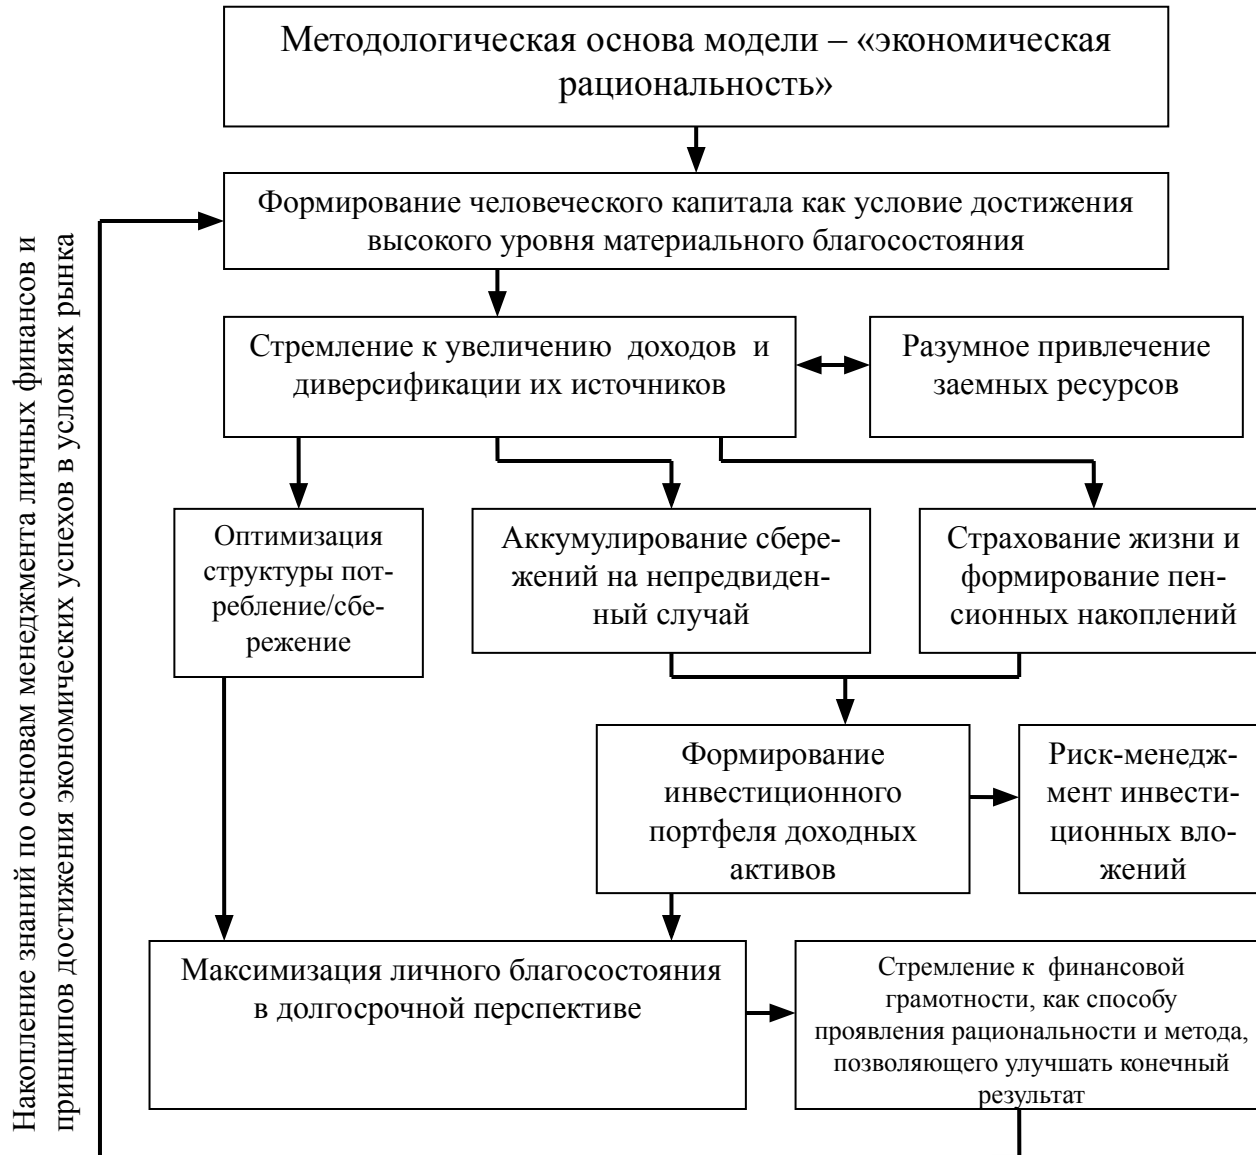 Методологическая основа модели – «экономическая
рациональность»
Формирование человеческого капитала как условие достижения
высокого уровня материального благосостояния
Стремление к увеличению доходов и
диверсификации их источников
Разумное привлечение
заемных ресурсов
Оптимизация
структуры пот-
ребление/сбе-
режение
Аккумулирование сбере-
жений на непредвиден-
ный случай
Страхование жизни и
формирование пен-
сионных накоплений
Формирование
инвестиционного
портфеля доходных
активов
Риск-менедж-
мент инвести-
ционных вло-
жений
Максимизация личного благосостояния
в долгосрочной перспективе
Стремление к финансовой
грамотности, как способу
проявления рациональности и метода,
позволяющего улучшать конечный
результат
Накопление знаний по основам менеджмента личных финансов и
принципов достижения экономических успехов в условиях рынка